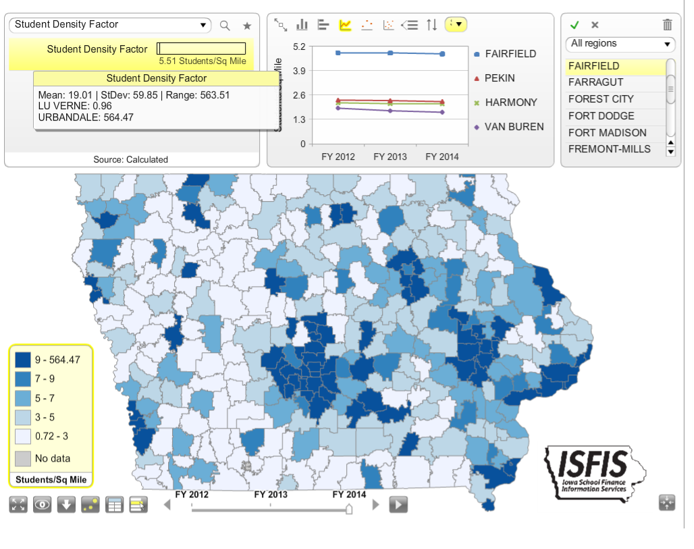 Student Density Factor
Student Density Factor
5.51 Students/Sq Mile
Student Density Factor
Mean: 19.01 | StDev: 59.85 | Range: 563.51
LU VERNE: 0.96
URBANDALE: 564.47
Source: Calculated
5.2
3.9
2.6
1.3
0
FY 2012
FY 2013
FY 2014
FAIRFIELD
PEKIN
HARMONY
VAN BUREN
All regions
FAIRFIELD
FARRAGUT
FOREST CITY
FORT DODGE
FORT MADISON
FREMONT-MILLS
9 - 564.47
7 - 9
5 - 7
3 - 5
0.72 - 3
No data
Students/Sq Mile
FY 2012
FY 2013
FY 2014
ISFIS
Iowa School Finance
Information Services